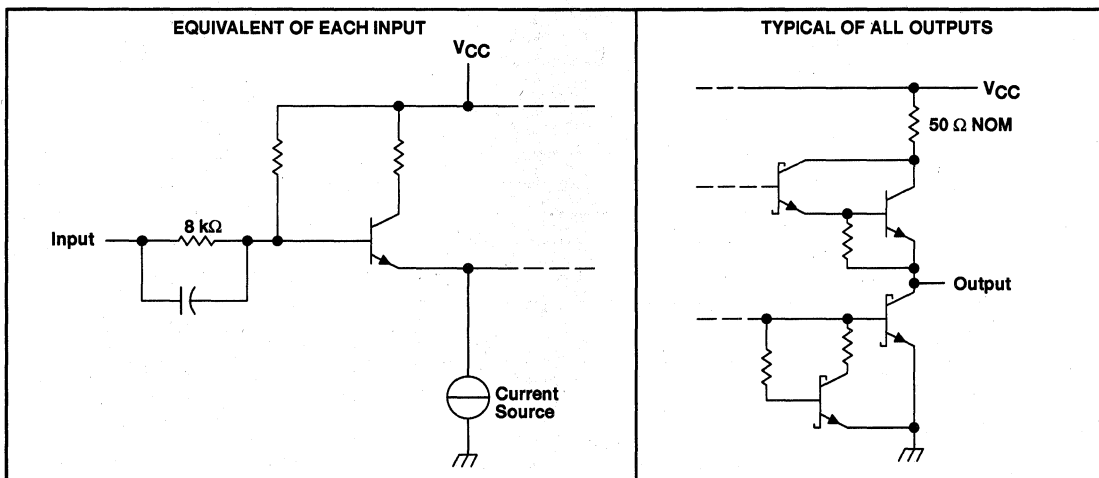 EQUIVALENT OF EACH INPUT
VCC
8 kΩ
Input
Current
Source
TYPICAL OF ALL OUTPUTS
VCC
50 Ω NOM
Output